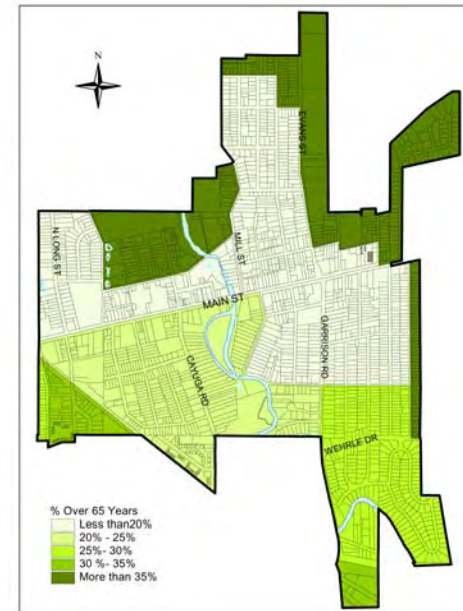 N
EVANS ST
N LONG ST
MILL ST
MAIN ST
GARRISON RD
CAYUGA RD
WEHRLE DR
% Over 65 Years
Less than20%
20% - 25%
25%- 30%
30 %- 35%
More than 35%